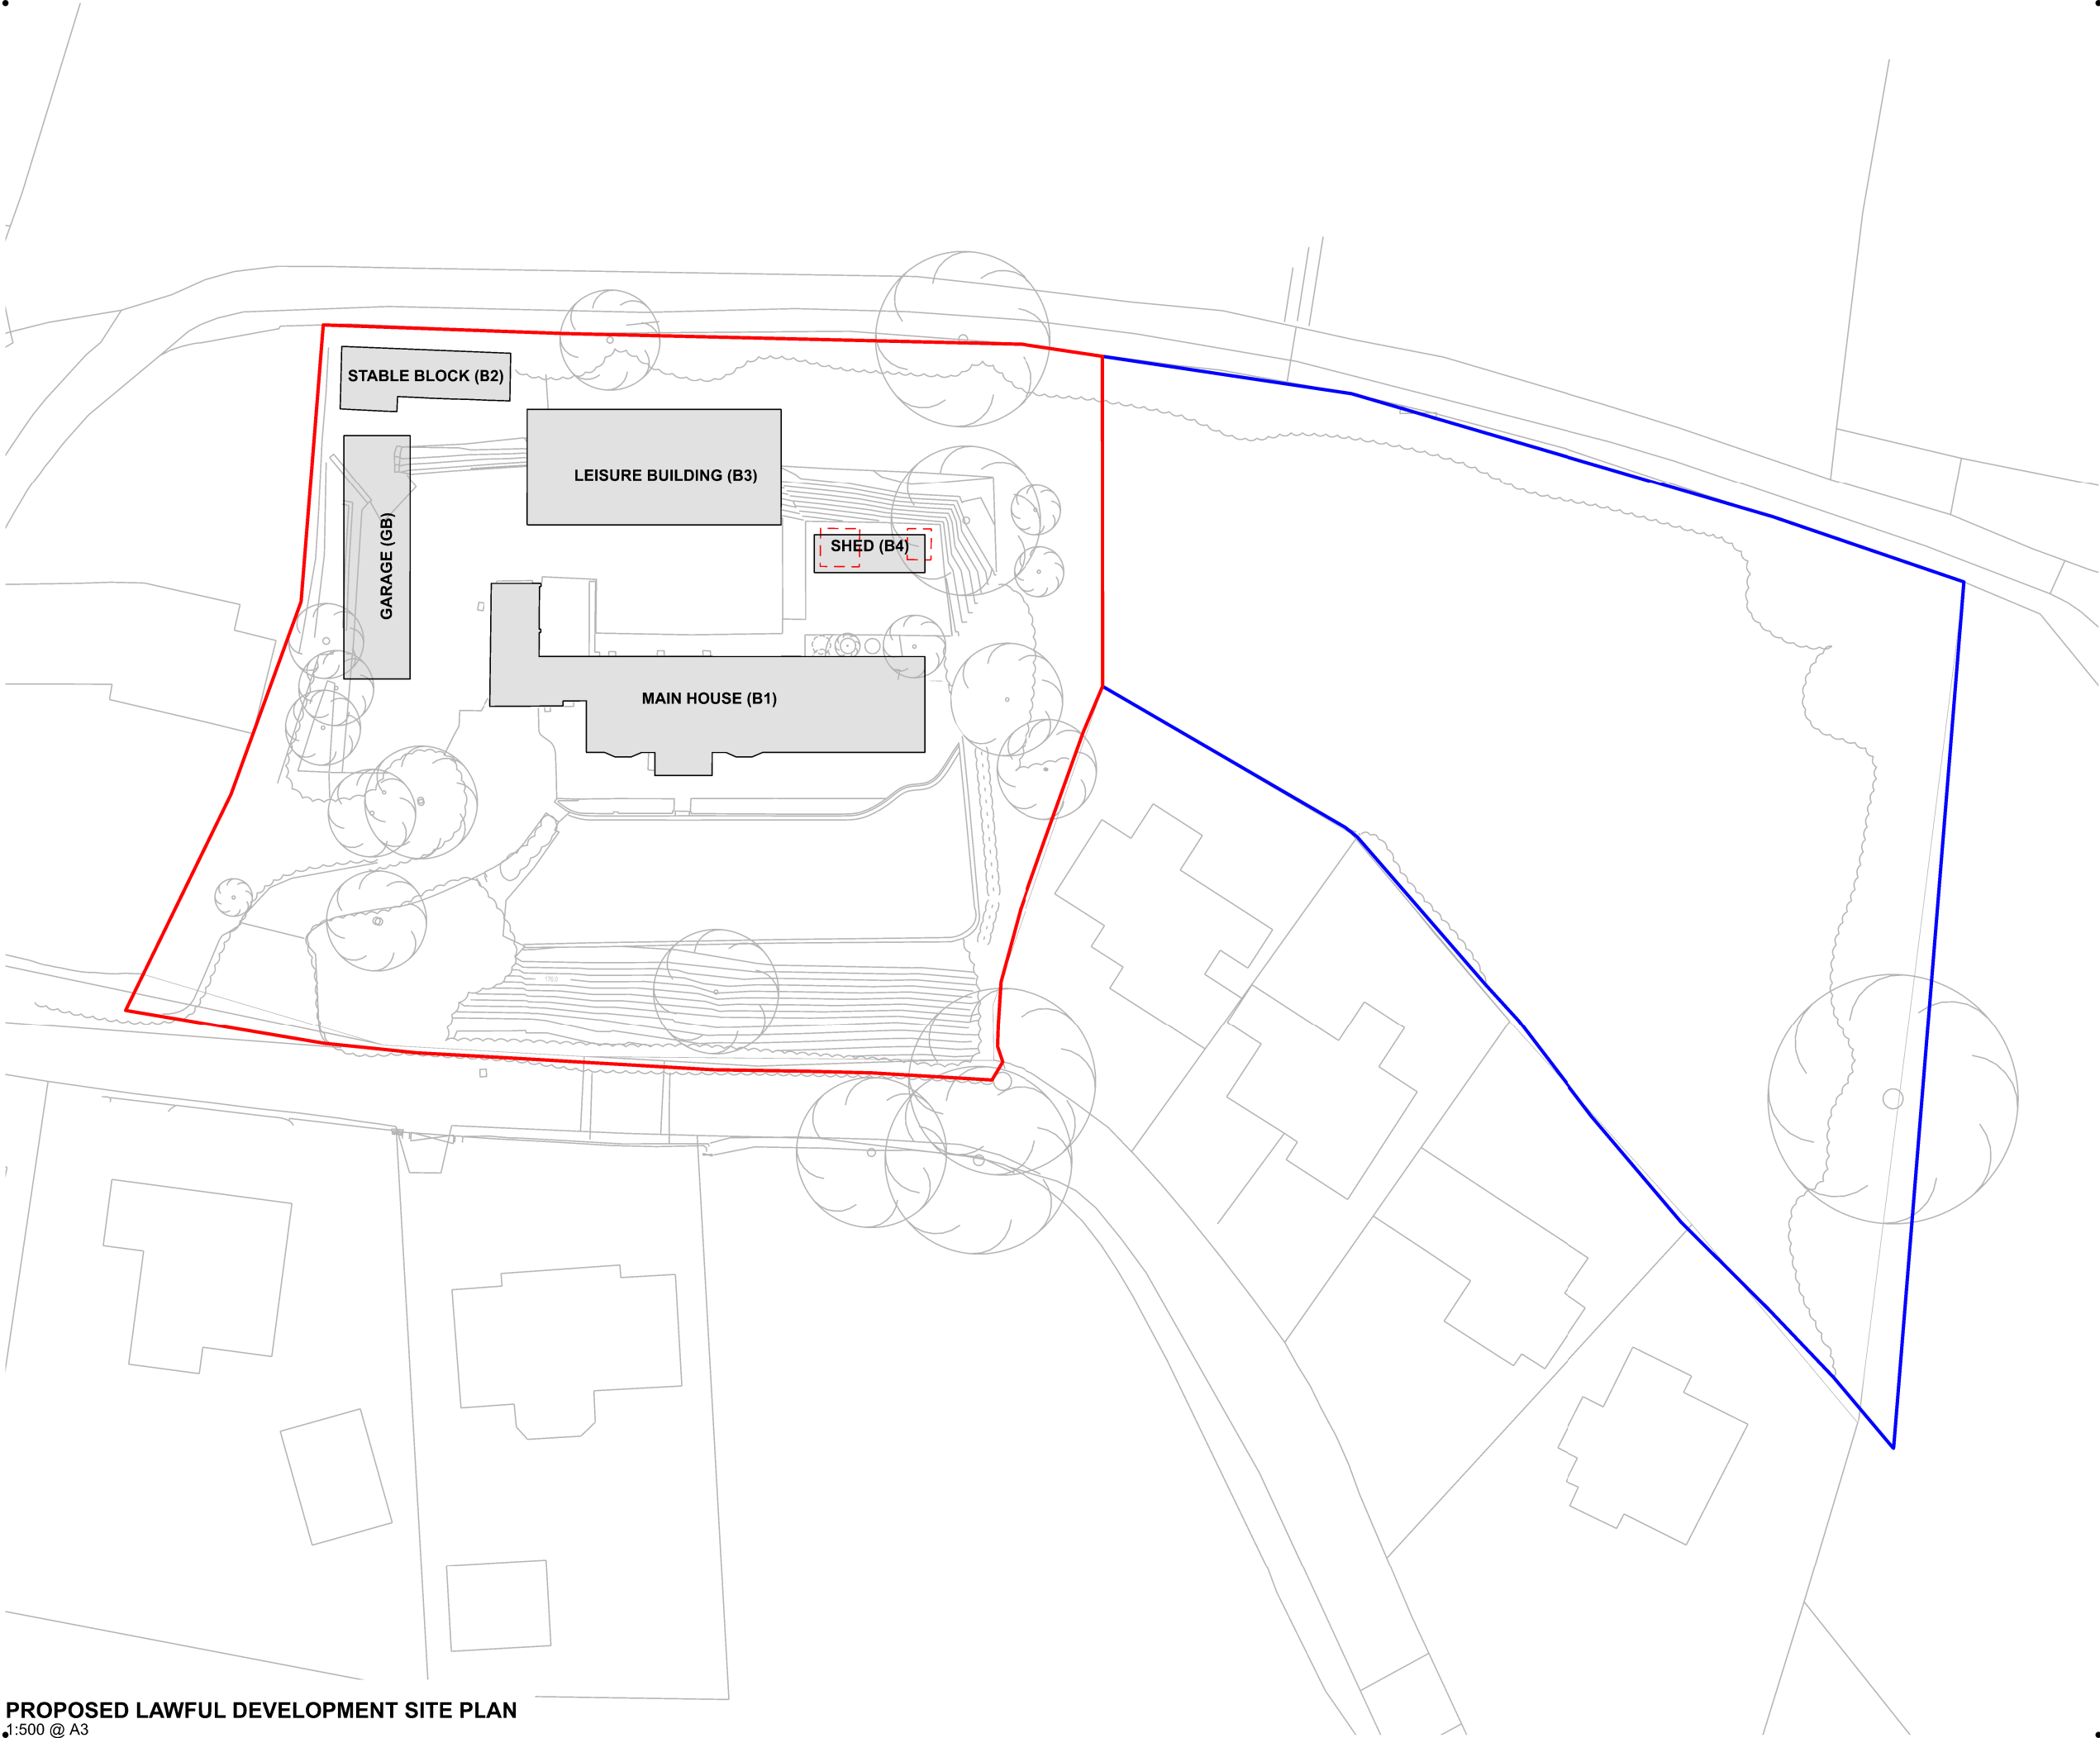 STABLE BLOCK (B2)
LEISURE BUILDING (B3)
GARAGE (GB)
SHED (B4)
MAIN HOUSE (B1)
PROPOSED LAWFUL DEVELOPMENT SITE PLAN
1:500 @ A3